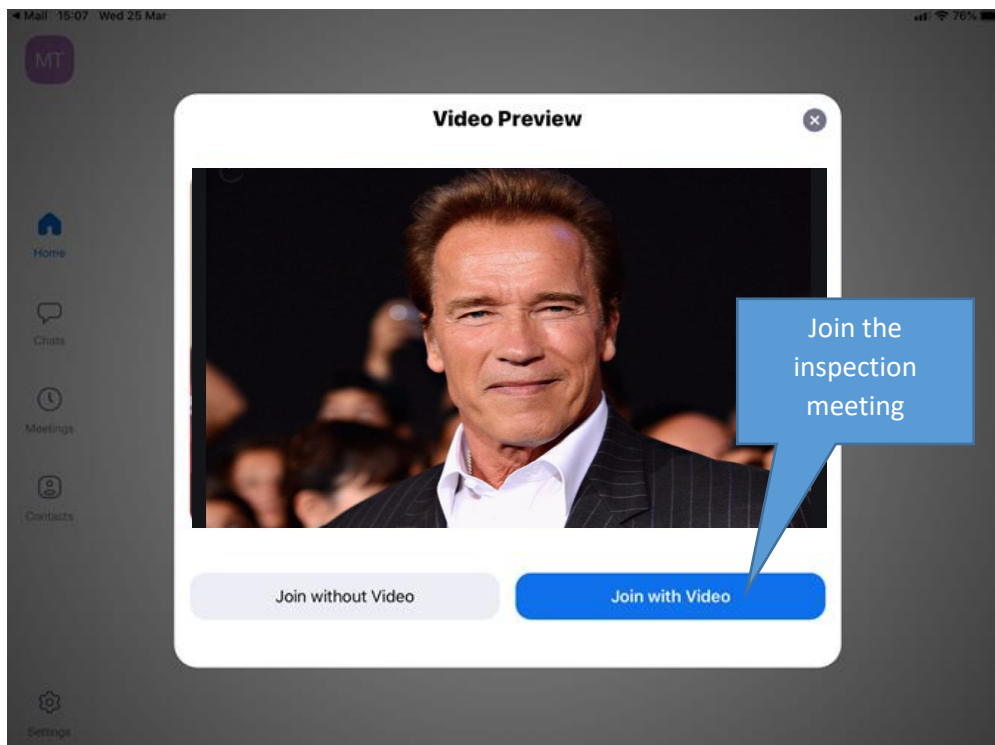 Mail 15:07 Wed 25 Mar
76%
MT
Video Preview
Home
Chats
Meetings
Contacts
Join the
inspection
meeting
Join without Video
Join with Video
Settings